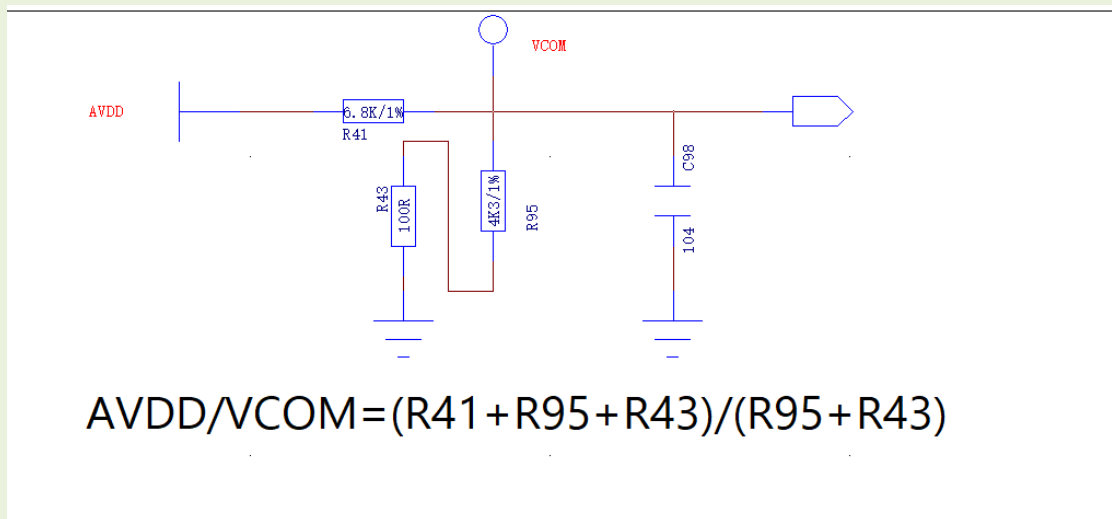 VCOM
AVDD
6.8K/1%
R41
C98
R43
100R
4K3/1%
R95
104
AVDD/VCOM=(R41+R95+R43)/(R95+R43)